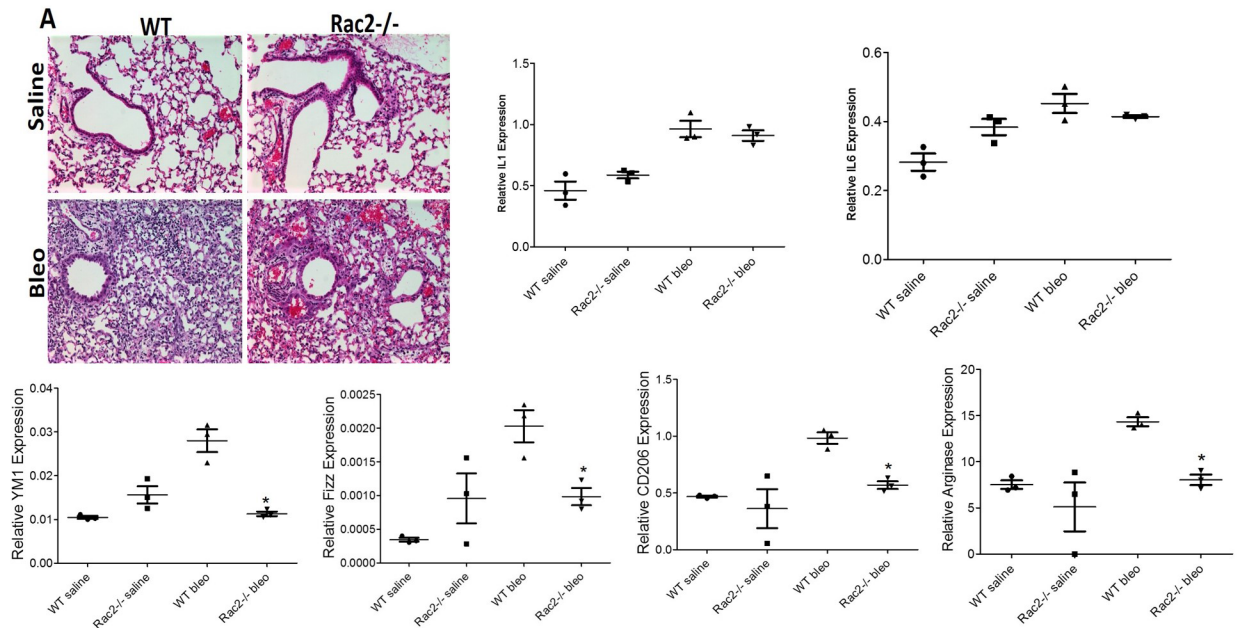 A
WT
Rac2-/-
Saline
Bleo
Relative IL1 Expression
1.5
1.0
0.5
0.0
WT saline
Rac2-/- saline
WT bleo
Rac2-/- bleo
Relative IL6 Expression
0.6
0.4
0.2
0.0
WT saline
Rac2-/- saline
WT bleo
Rac2-/- bleo
Relative YM1 Expression
0.04
0.03
0.02
0.01
0.00
*
WT saline
Rac2-/- saline
WT bleo
Rac2-/- bleo
Relative Fizz Expression
0.0025
0.0020
0.0015
0.0010
0.0005
0.0000
*
WT saline
Rac2-/- saline
WT bleo
Rac2-/- bleo
Relative CD206 Expression
1.5
1.0
0.5
0.0
*
WT saline
Rac2-/- saline
WT bleo
Rac2-/- bleo
Relative Arginase Expression
20
15
10
5
0
*
WT saline
Rac2-/- saline
WT bleo
Rac2-/- bleo